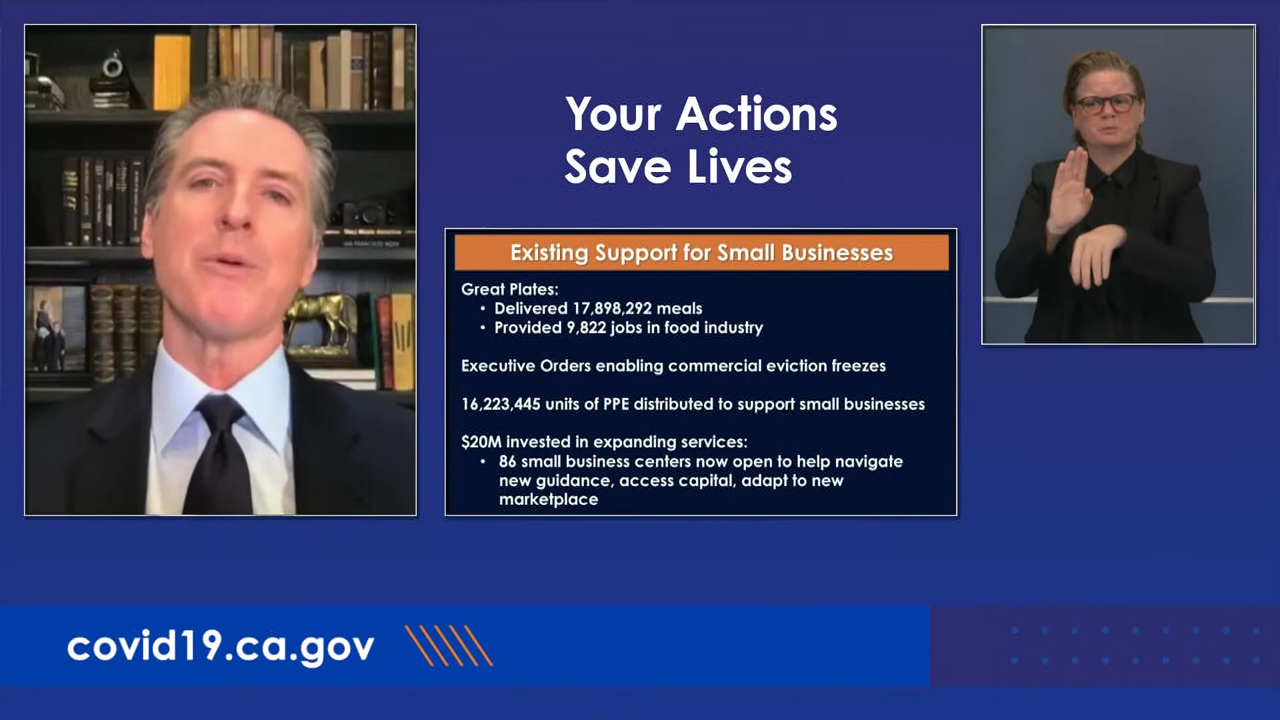 Your Actions
Save Lives
Existing Support for Small Businesses
Great Plates:
• Delivered 17,898,292 meals
• Provided 9,822 jobs in food industry
Executive Orders enabling commercial eviction freezes
16,223,445 units of PPE distributed to support small businesses
$20M invested in expanding services:
• 86 small business centers now open to help navigate
new guidance, access capital, adapt to new
marketplace
covid19.ca.gov